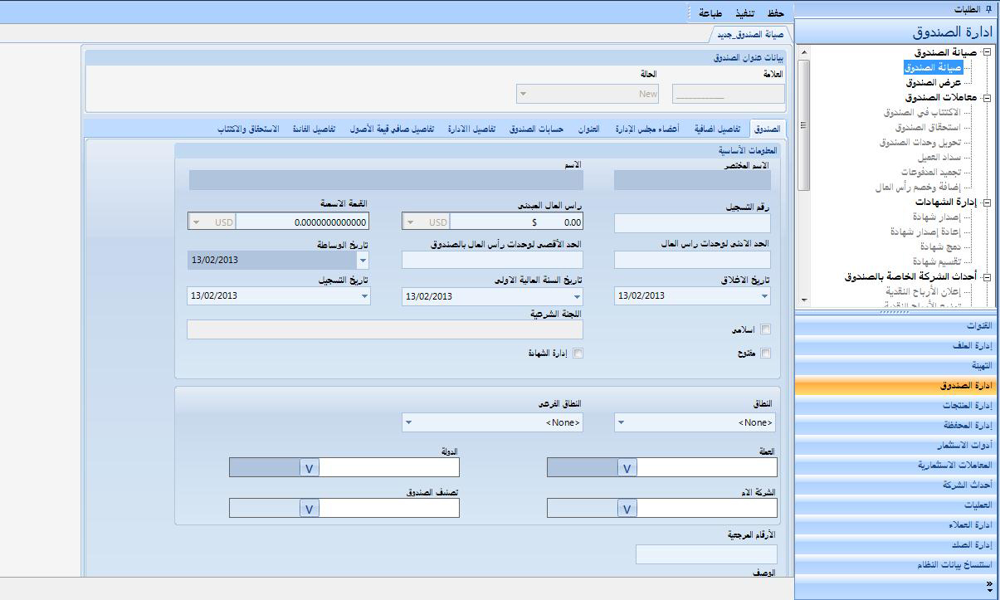 الطلبات
حفظ تنفيذ طباعة
ادارة الصندوق
صيانة الصندوق
صيانة الصندوق
عرض الصندوق
معاملات الصندوق
الاكتتاب في الصندوق
استحقاق الصندوق
تحويل وحدات الصندوق
سداد العميل
تجميد المدفوعات
إضافة وخصم رأس المال
إدارة الشهادات
إصدار شهادة
إعادة إصدار شهادة
دمج شهادة
تقسيم شهادة
أحداث الشركة الخاصة بالصندوق
إعلان الأرباح النقدية
توزيع الأرباح النقدية
القنوات
إدارة الملف
التهيئة
ادارة الصندوق
إدارة المنتجات
إدارة المحفظة
أدوات الاستثمار
المعاملات الاستثمارية
أحداث الشركة
العمليات
ادارة العملاء
إدارة الصك
استنساخ بيانات النظام
صيانة الصندوق_جديد
بيانات عنوان الصندوق
العلامة الحالة
___________ New
الصندوق تفاصيل اضافية أعضاء مجلس الإدارة العنوان حسابات الصندوق تفاصيل الادارة تفاصيل صافي قيمة الأصول تفاصيل الفائدة الاستحقاق والاكتتاب
المعلومات الأساسية
الاسم المختصر الاسم
رقم التسجيل راس المال المبدئى القيمة الاسمية
$ 0.00 USD 0.0000000000000 USD
الحد الادنى لوحدات راس المال الحد الأقصى لوحدات رأس المال بالصندوق تاريخ الوساطة
13/02/2013
تاريخ الاغلاق تاريخ السنة المالية الاولى تاريخ التسجيل
13/02/2013 13/02/2013 13/02/2013
اللجنة الشرعية
اسلامى
مفتوح إدارة الشهادة
النطاق النطاق الفرعى
<None> <None>
العملة الدولة
V V
الشركة الام تصنيف الصندوق
V V
الأرقام المرجعية
الوصف